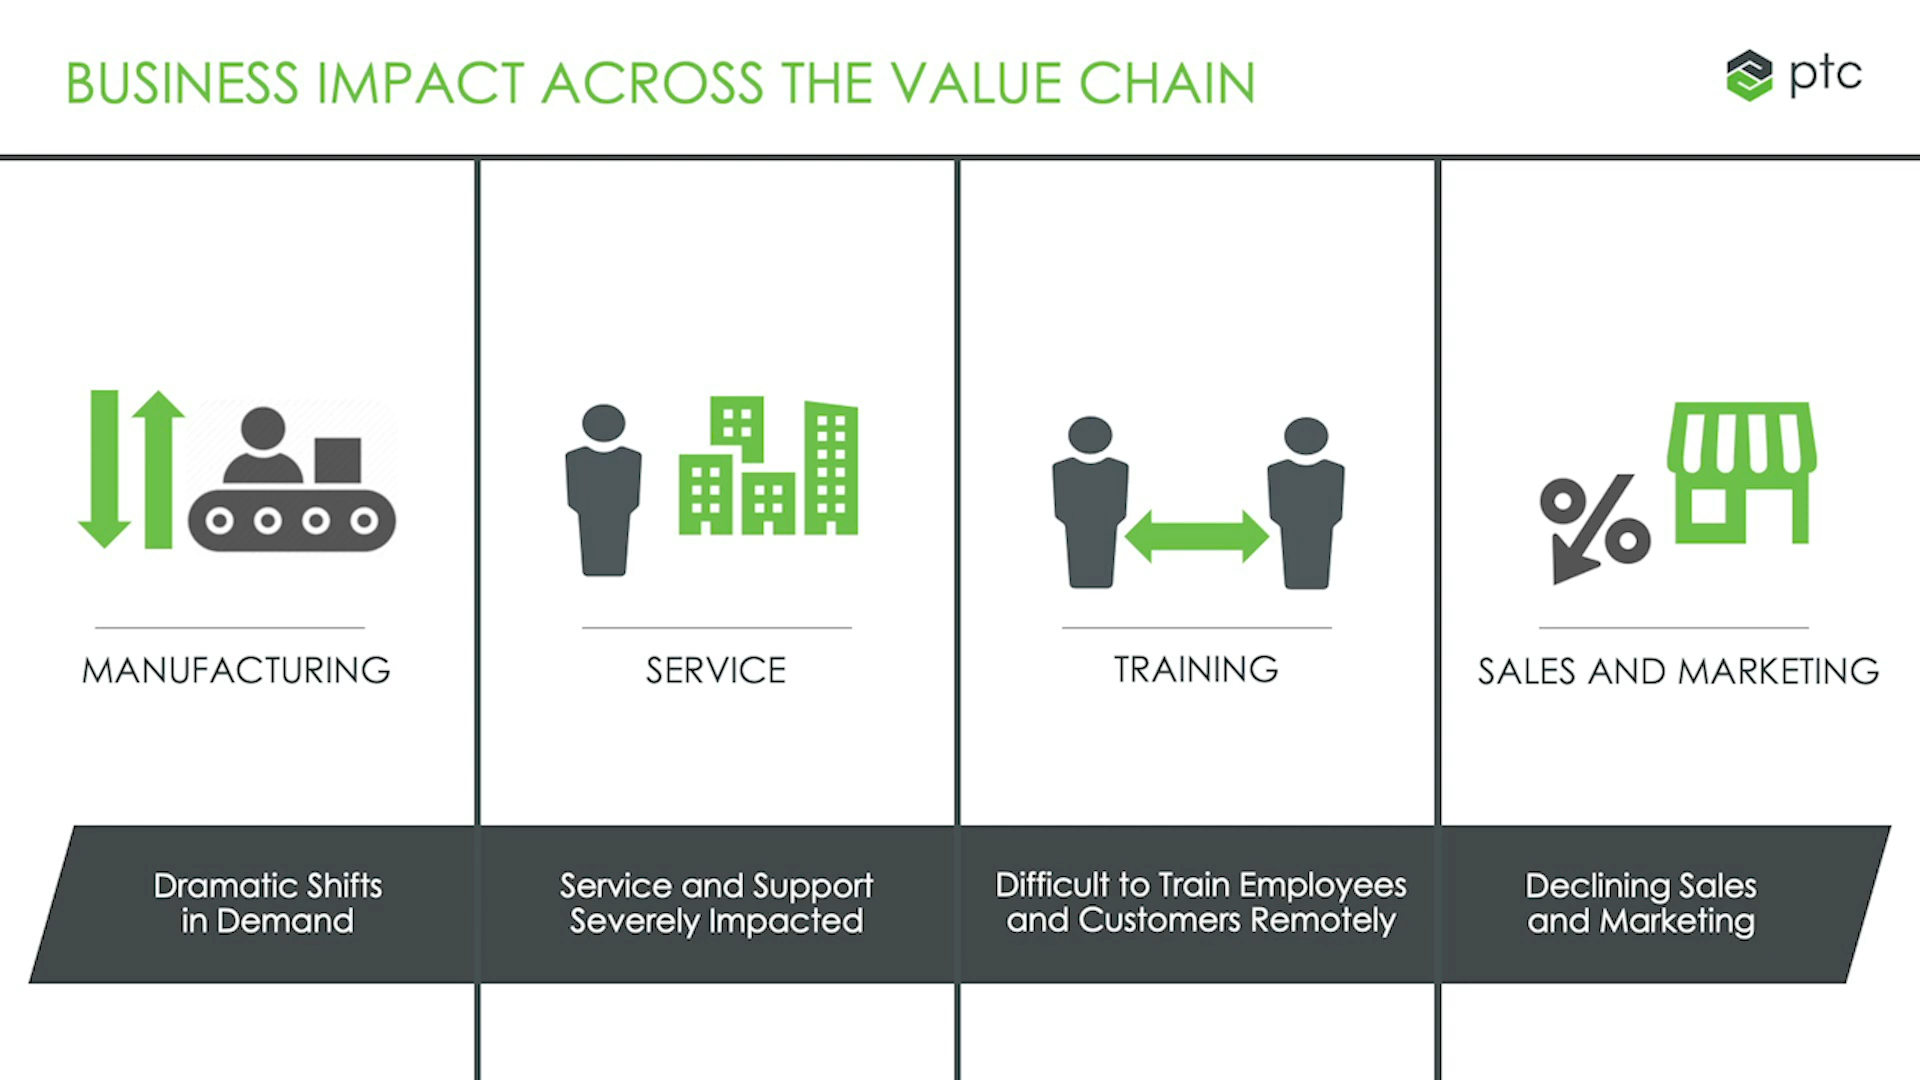 BUSINESS IMPACT ACROSS THE VALUE CHAIN
ptc
MANUFACTURING
SERVICE
TRAINING
SALES AND MARKETING
Dramatic Shifts
in Demand
Service and Support
Severely Impacted
Difficult to Train Employees
and Customers Remotely
Declining Sales
and Marketing